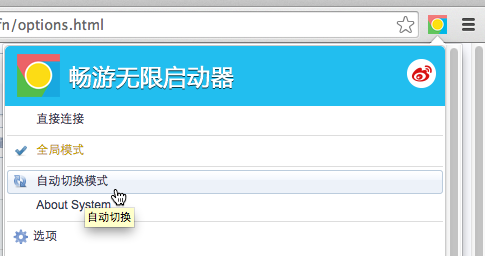 fn/options.html
畅游无限启动器
直接连接
全局模式
自动切换模式
About System
自动切换
选项